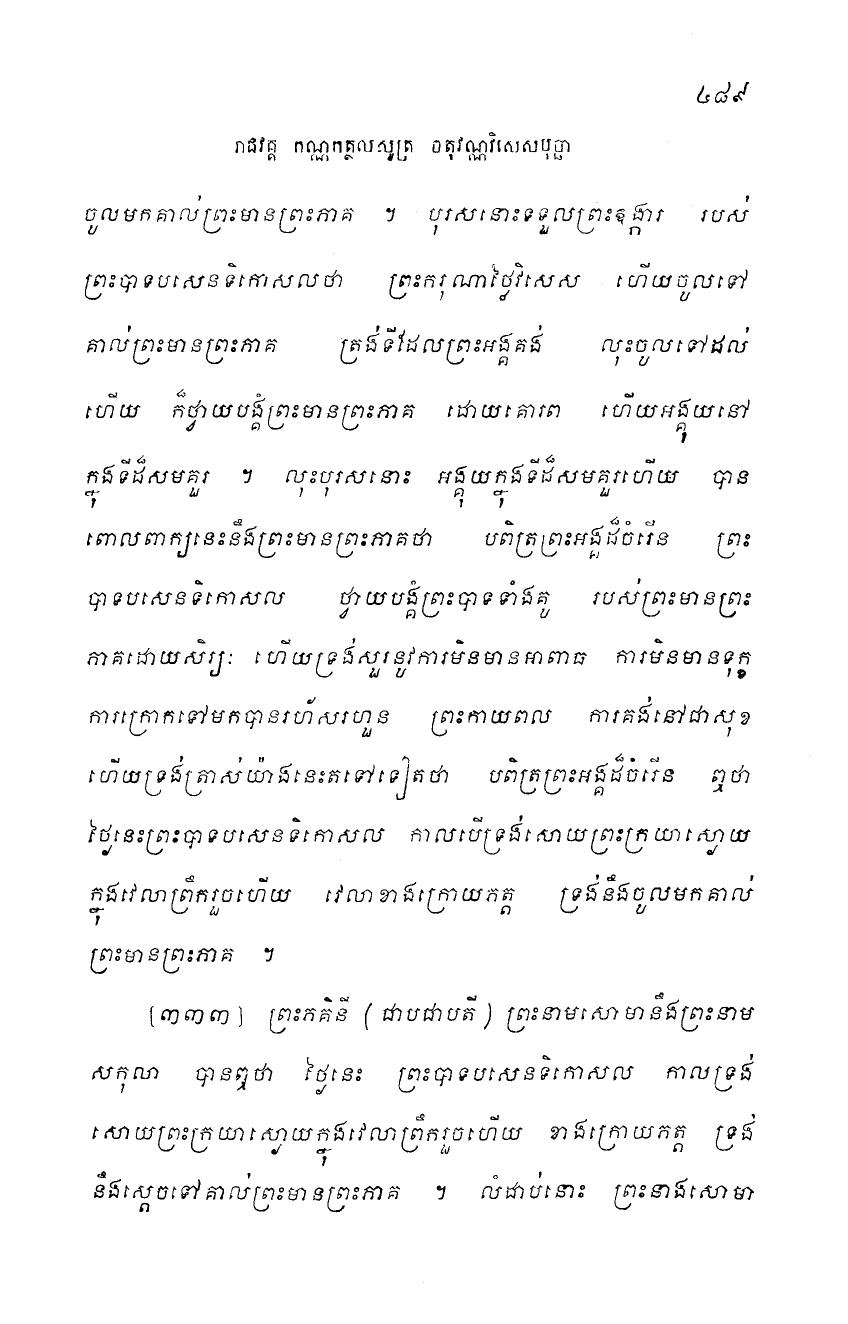 ៤៨៩
រាជវគ្គ កណ្ណកត្ថលសូត្រ ចតុវណ្ណវិសេសបុច្ឆា
ចូលមកគាល់ព្រះមានព្រះភាគ ។ បុរសនោះទទួលព្រះឧង្ការ របស់
ព្រះបាទបសេនទិកោសលថា ព្រះករុណាថ្លៃវិសេស ហើយចូលទៅ
គាល់ព្រះមានព្រះភាគ ត្រង់ទីដែលព្រះអង្គគង់ លុះចូលទៅដល់
ហើយ ក៏ថ្វាយបង្គំព្រះមានព្រះភាគ ដោយគោរព ហើយអង្គុយនៅ
ក្នុងទីដ៏សមគួរ ។ លុះបុរសនោះ អង្គុយក្នុងទីដ៏សមគួរហើយ បាន
ពោលពាក្យនេះនឹងព្រះមានព្រះភាគថា បពិត្រព្រះអង្គដ៏ចំរើន ព្រះ
បាទបសេនទិកោសល ថ្វាយបង្គំព្រះបាទទាំងគូ របស់ព្រះមានព្រះ
ភាគដោយសិរ្យៈ ហើយទ្រង់សួរនូវការមិនមានអាពាធ ការមិនមានទុក្ខ
ការក្រោកទៅមកបានរហ័សរហួន ព្រះកាយពល ការគង់នៅជាសុខ
ហើយទ្រង់ត្រាស់យ៉ាងនេះតទៅទៀតថា បពិត្រព្រះអង្គដ៏ចំរើន ឮថា
ថ្ងៃនេះព្រះបាទបសេនទិកោសល កាលបើទ្រង់សោយព្រះក្រយាស្ងោយ
ក្នុងវេលាព្រឹករួចហើយ វេលាខាងក្រោយភត្ត ទ្រង់នឹងចូលមកគាល់
ព្រះមានព្រះភាគ ។
[៣៣៣] ព្រះភគិនី ( ជាបជាបតី ) ព្រះនាមសោមានឹងព្រះនាម
សកុលា បានឮថា ថ្ងៃនេះ ព្រះបាទបសេនទិកោសល កាលទ្រង់
សោយព្រះក្រយាស្ងោយក្នុងវេលាព្រឹករួចហើយ ខាងក្រោយភត្ត ទ្រង់
នឹងស្តេចទៅគាល់ព្រះមានព្រះភាគ ។ លំដាប់នោះ ព្រះនាងសោមា